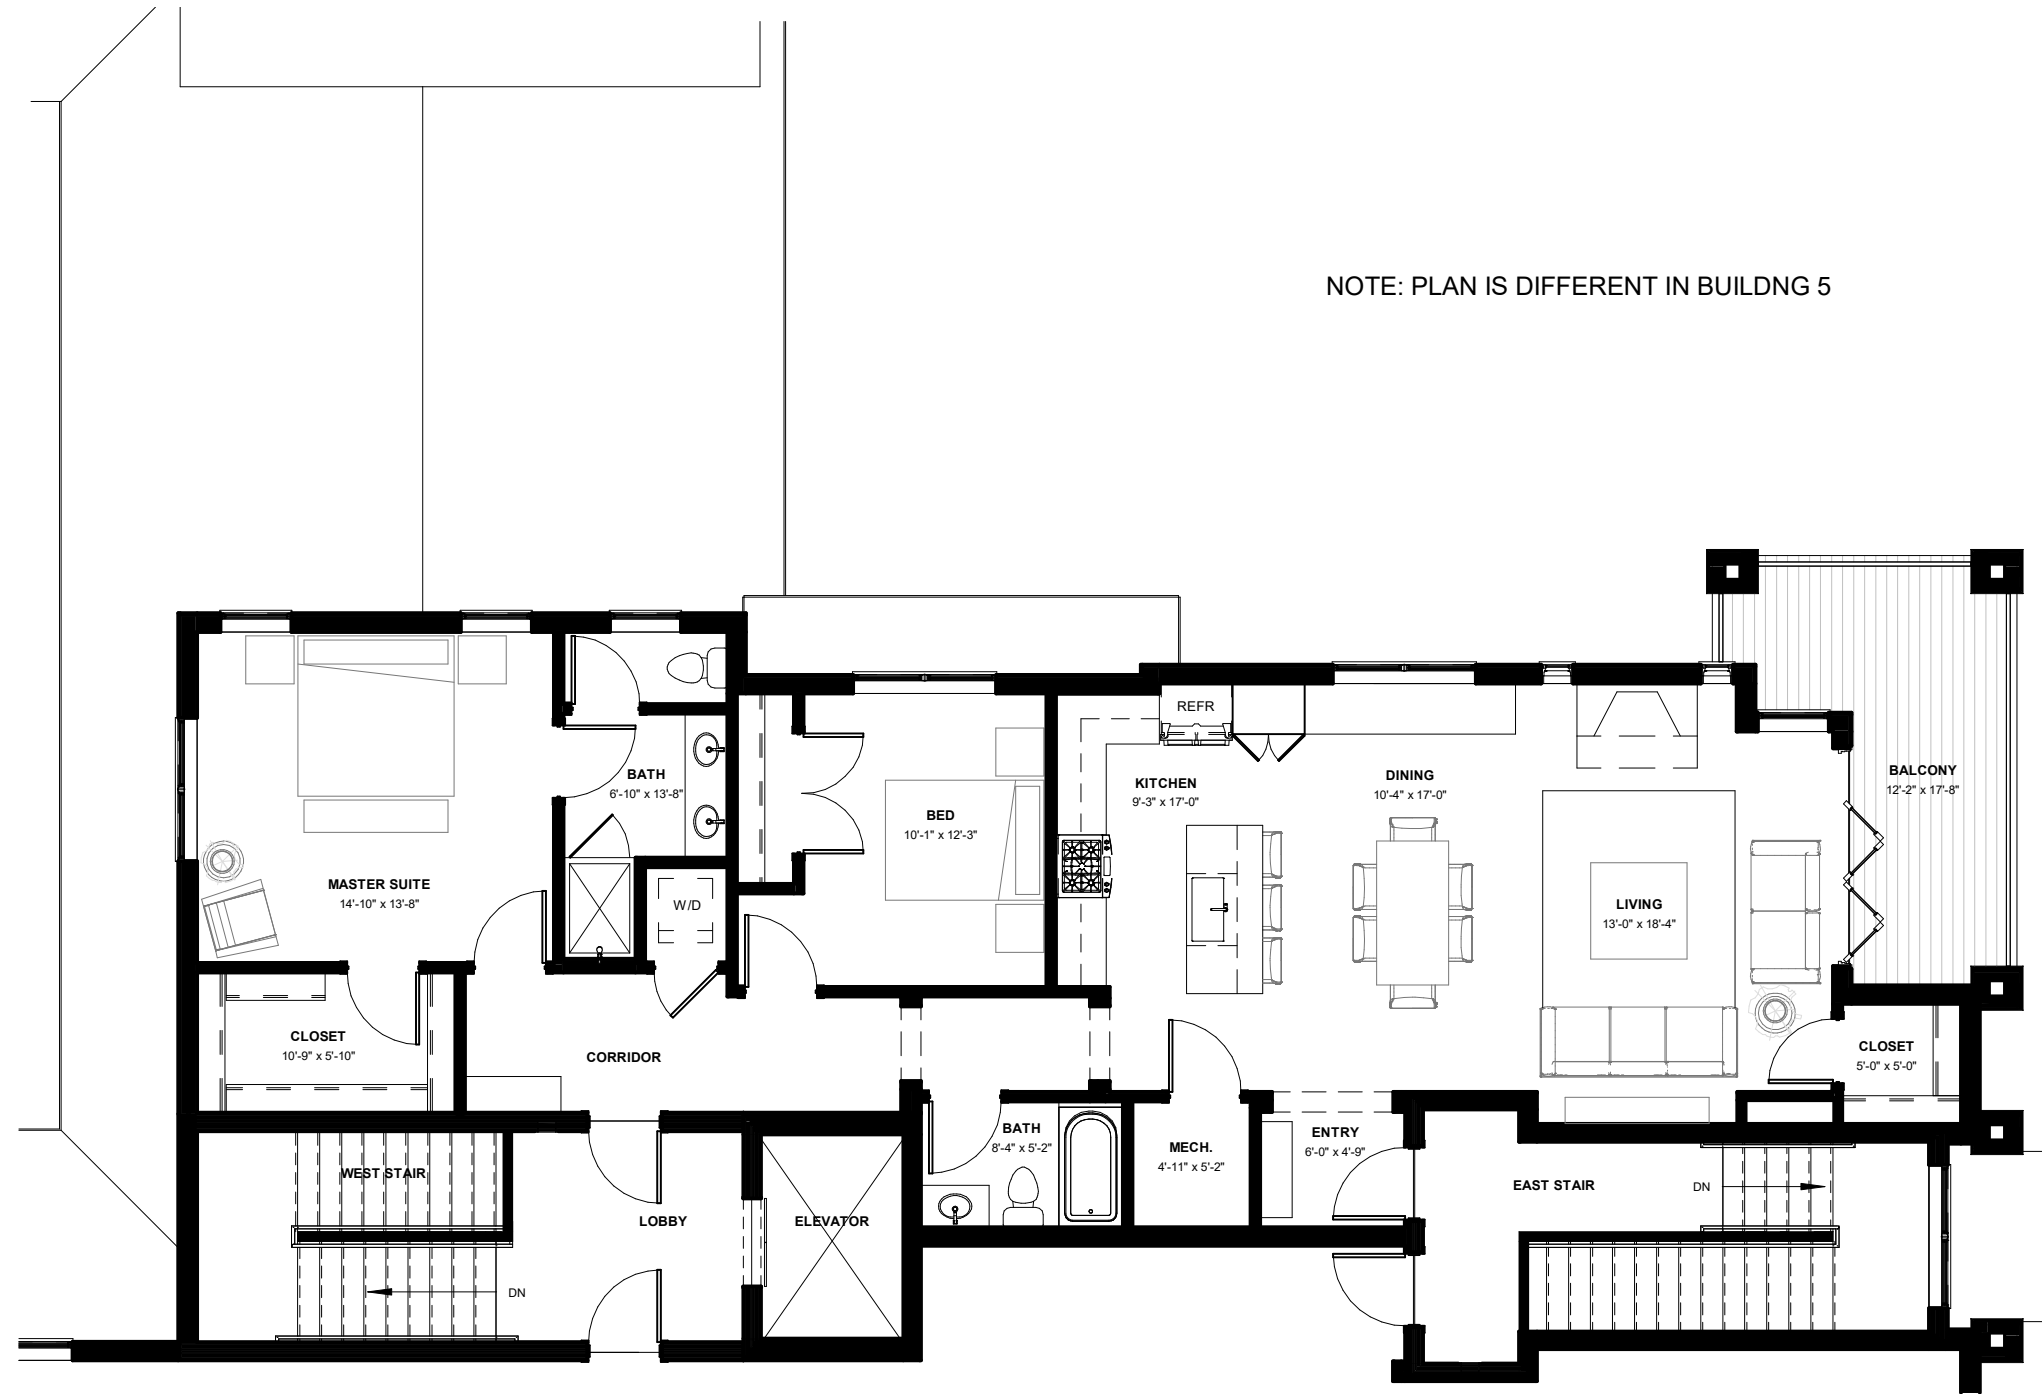 NOTE: PLAN IS DIFFERENT IN BUILDNG 5
REFR
BATH
6'-10" x 13'-8"
KITCHEN
9'-3" x 17'-0"
DINING
10'-4" x 17'-0"
BALCONY
12'-2" x 17'-8"
BED
10'-1" x 12'-3"
MASTER SUITE
14'-10" x 13'-8"
W/D
LIVING
13'-0" x 18'-4"
CLOSET
10'-9" x 5'-10"
CORRIDOR
CLOSET
5'-0" x 5'-0"
BATH
8'-4" x 5'-2"
MECH.
4'-11" x 5'-2"
ENTRY
6'-0" x 4'-9"
WEST STAIR
EAST STAIR
DN
LOBBY
ELEVATOR
DN